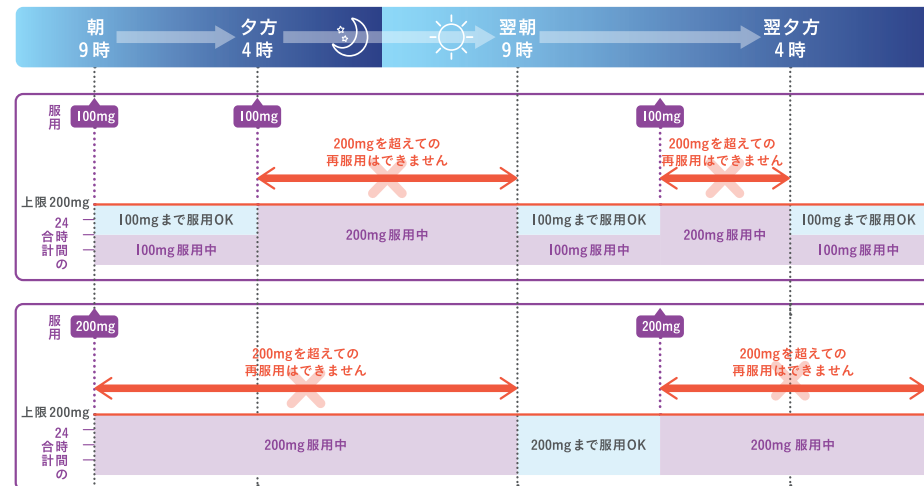 朝
9時
夕方
4時
翌朝
9時
翌夕方
4時
服用
100mg
100mg
100mg
200mgを超えての
再服用はできません
200mgを超えての
再服用はできません
上限200mg
24時間の
合計
100mgまで服用OK
100mg服用中
200mg服用中
100mgまで服用OK
100mg服用中
200mg服用中
100mgまで服用OK
100mg服用中
服用
200mg
200mg
200mgを超えての
再服用はできません
200mgを超えての
再服用はできません
上限200mg
24時間の
合計
200mg服用中
200mgまで服用OK
200mg 服用中